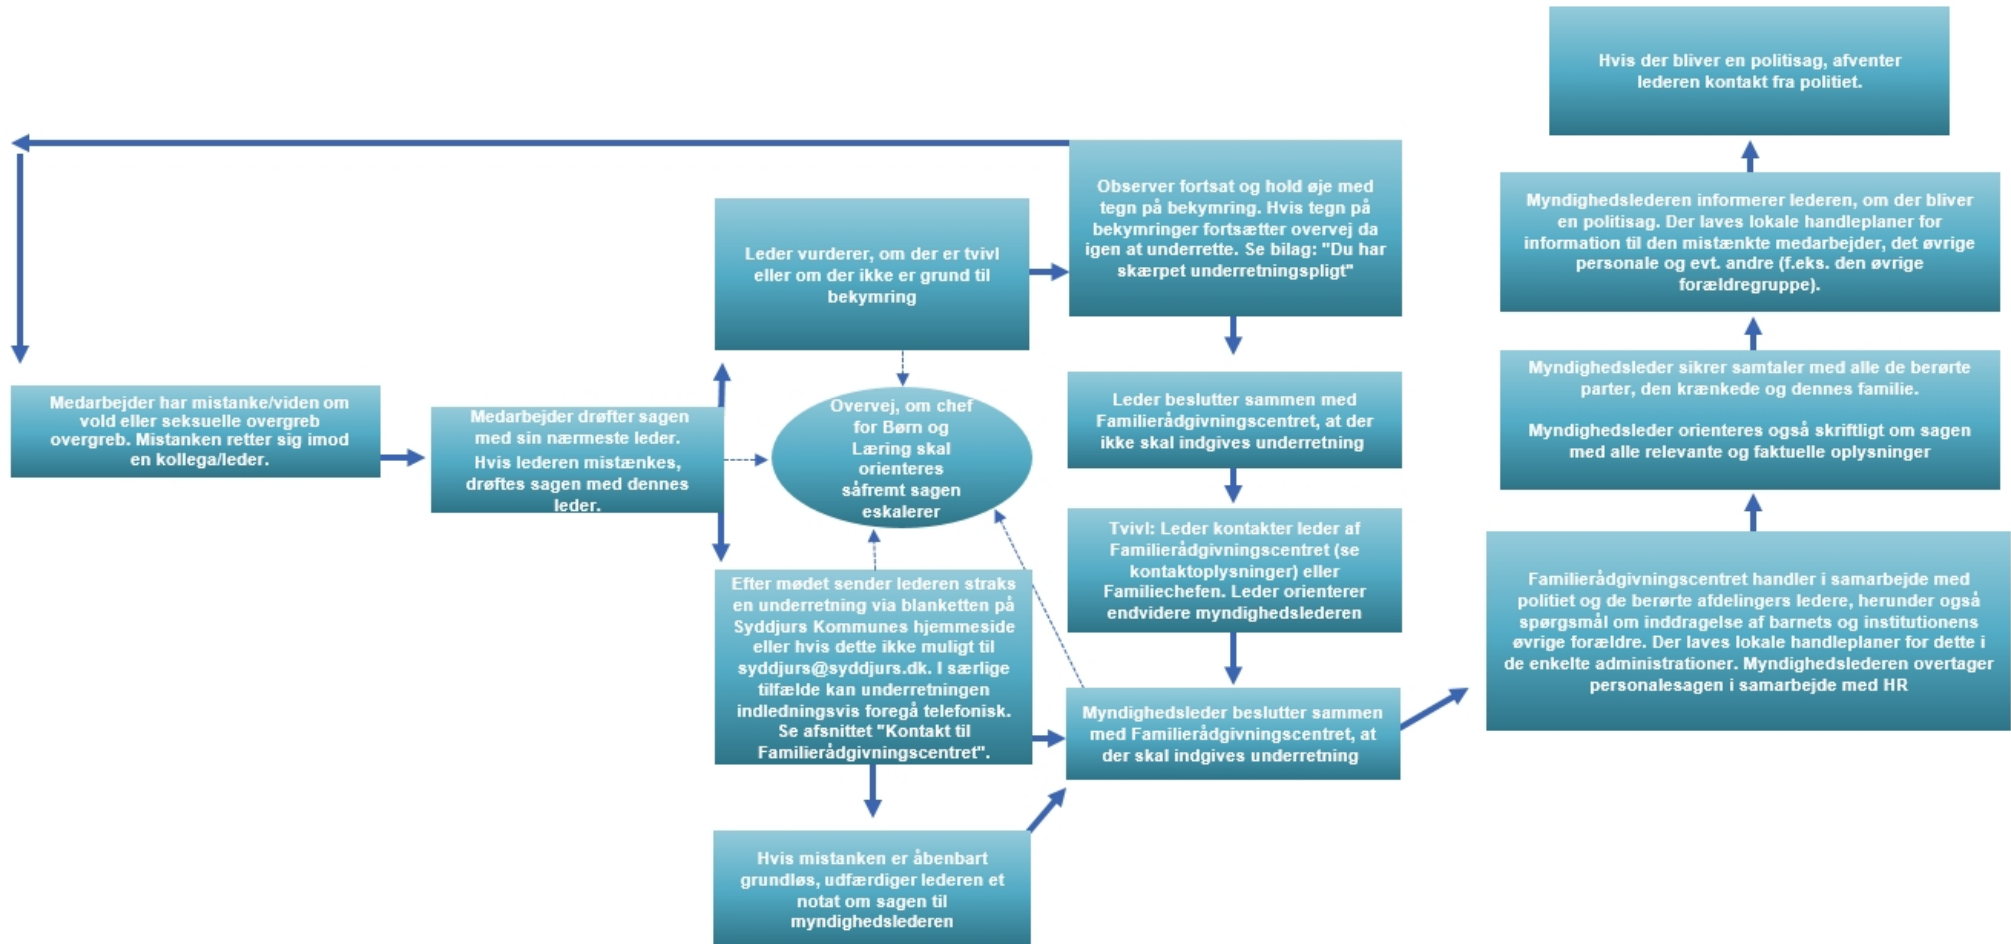 Medarbejder har mistanke/viden om
vold eller seksuelle overgreb
overgreb. Mistanken retter sig imod
en kollega/leder.
Medarbejder drøfter sagen
med sin nærmeste leder.
Hvis lederen mistænkes,
drøftes sagen med dennes
leder.
Leder vurderer, om der er tvivl
eller om der ikke er grund til
bekymring
Overvej, om chef
for Børn og
Læring skal
orienteres
såfremt sagen
eskalerer
Efter mødet sender lederen straks
en underretning via blanketten på
Syddjurs Kommunes hjemmeside
eller hvis dette ikke muligt til
syddjurs@syddjurs.dk. I særlige
tilfælde kan underretningen
indledningsvis foregå telefonisk.
Se afsnittet "Kontakt til
Familierådgivningscentret".
Hvis mistanken er åbenbart
grundløs, udfærdiger lederen et
notat om sagen til
myndighedslederen
Observer fortsat og hold øje med
tegn på bekymring. Hvis tegn på
bekymringer fortsætter overvej da
igen at underrette. Se bilag: "Du har
skærpet underretningspligt"
Leder beslutter sammen med
Familierådgivningscentret, at der
ikke skal indgives underretning
Tvivl: Leder kontakter leder af
Familierådgivningscentret (se
kontaktoplysninger) eller
Familiechefen. Leder orienterer
endvidere myndighedslederen
Myndighedsleder beslutter sammen
med Familierådgivningscentret, at
der skal indgives underretning
Familierådgivningscentret handler i samarbejde med
politiet og de berørte afdelingers ledere, herunder også
spørgsmål om inddragelse af barnets og institutionens
øvrige forældre. Der laves lokale handleplaner for dette i
de enkelte administrationer. Myndighedslederen overtager
personalesagen i samarbejde med HR
Myndighedsleder sikrer samtaler med alle de berørte
parter, den krænkede og dennes familie.
Myndighedsleder orienteres også skriftligt om sagen
med alle relevante og faktuelle oplysninger
Myndighedslederen informerer lederen, om der bliver
en politisag. Der laves lokale handleplaner for
information til den mistænkte medarbejder, det øvrige
personale og evt. andre (f.eks. den øvrige
forældregruppe).
Hvis der bliver en politisag, afventer
lederen kontakt fra politiet.